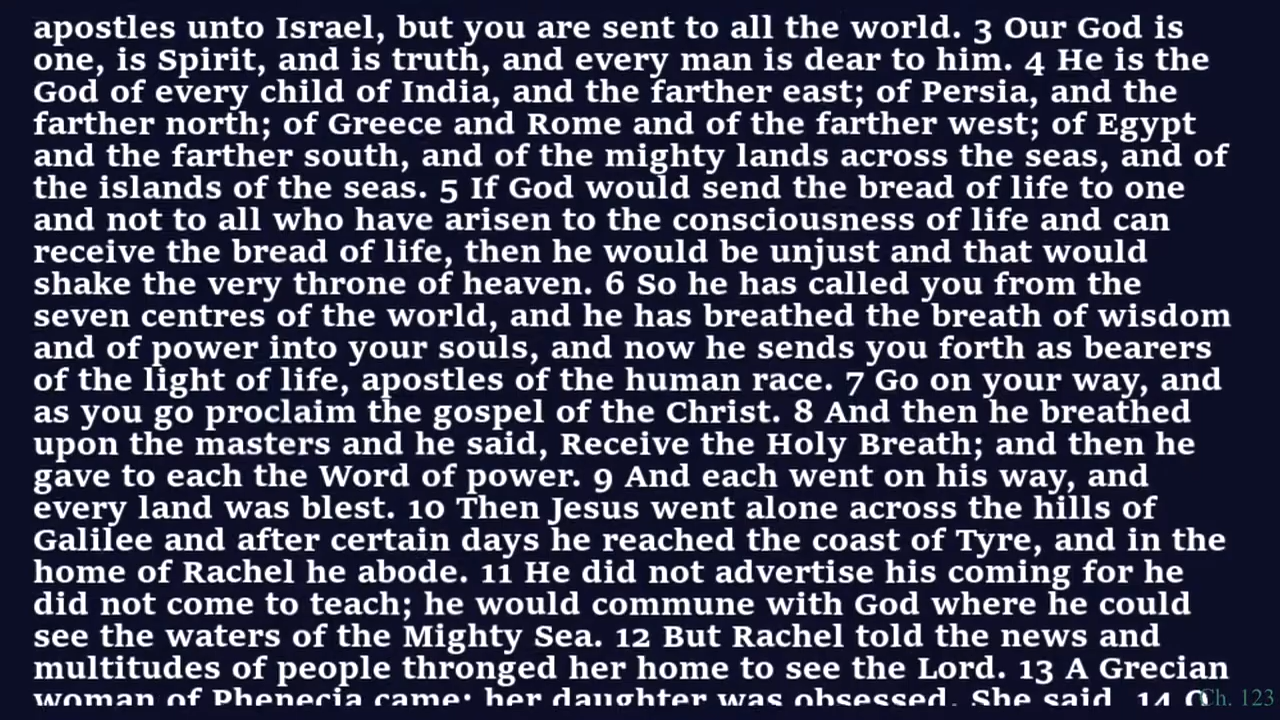 apostles unto Israel, but you are sent to all the world. 3 Our God is
one, is Spirit, and is truth, and every man is dear to him. 4 He is the
God of every child of India, and the farther east; of Persia, and the
farther north; of Greece and Rome and of the farther west; of Egypt
and the farther south, and of the mighty lands across the seas, and of
the islands of the seas. 5 If God would send the bread of life to one
and not to all who have arisen to the consciousness of life and can
receive the bread of life, then he would be unjust and that would
shake the very throne of heaven. 6 So he has called you from the
seven centres of the world, and he has breathed the breath of wisdom
and of power into your souls, and now he sends you forth as bearers
of the light of life, apostles of the human race. 7 Go on your way, and
as you go proclaim the gospel of the Christ. 8 And then he breathed
upon the masters and he said, Receive the Holy Breath; and then he
gave to each the Word of power. 9 And each went on his way, and
every land was blest. 10 Then Jesus went alone across the hills of
Galilee and after certain days he reached the coast of Tyre, and in the
home of Rachel he abode. 11 He did not advertise his coming for he
did not come to teach; he would commune with God where he could
see the waters of the Mighty Sea. 12 But Rachel told the news and
multitudes of people thronged her home to see the Lord. 13 A Grecian
woman of Phenecia came; her daughter was obsessed. She said, 14 O
Ch. 123